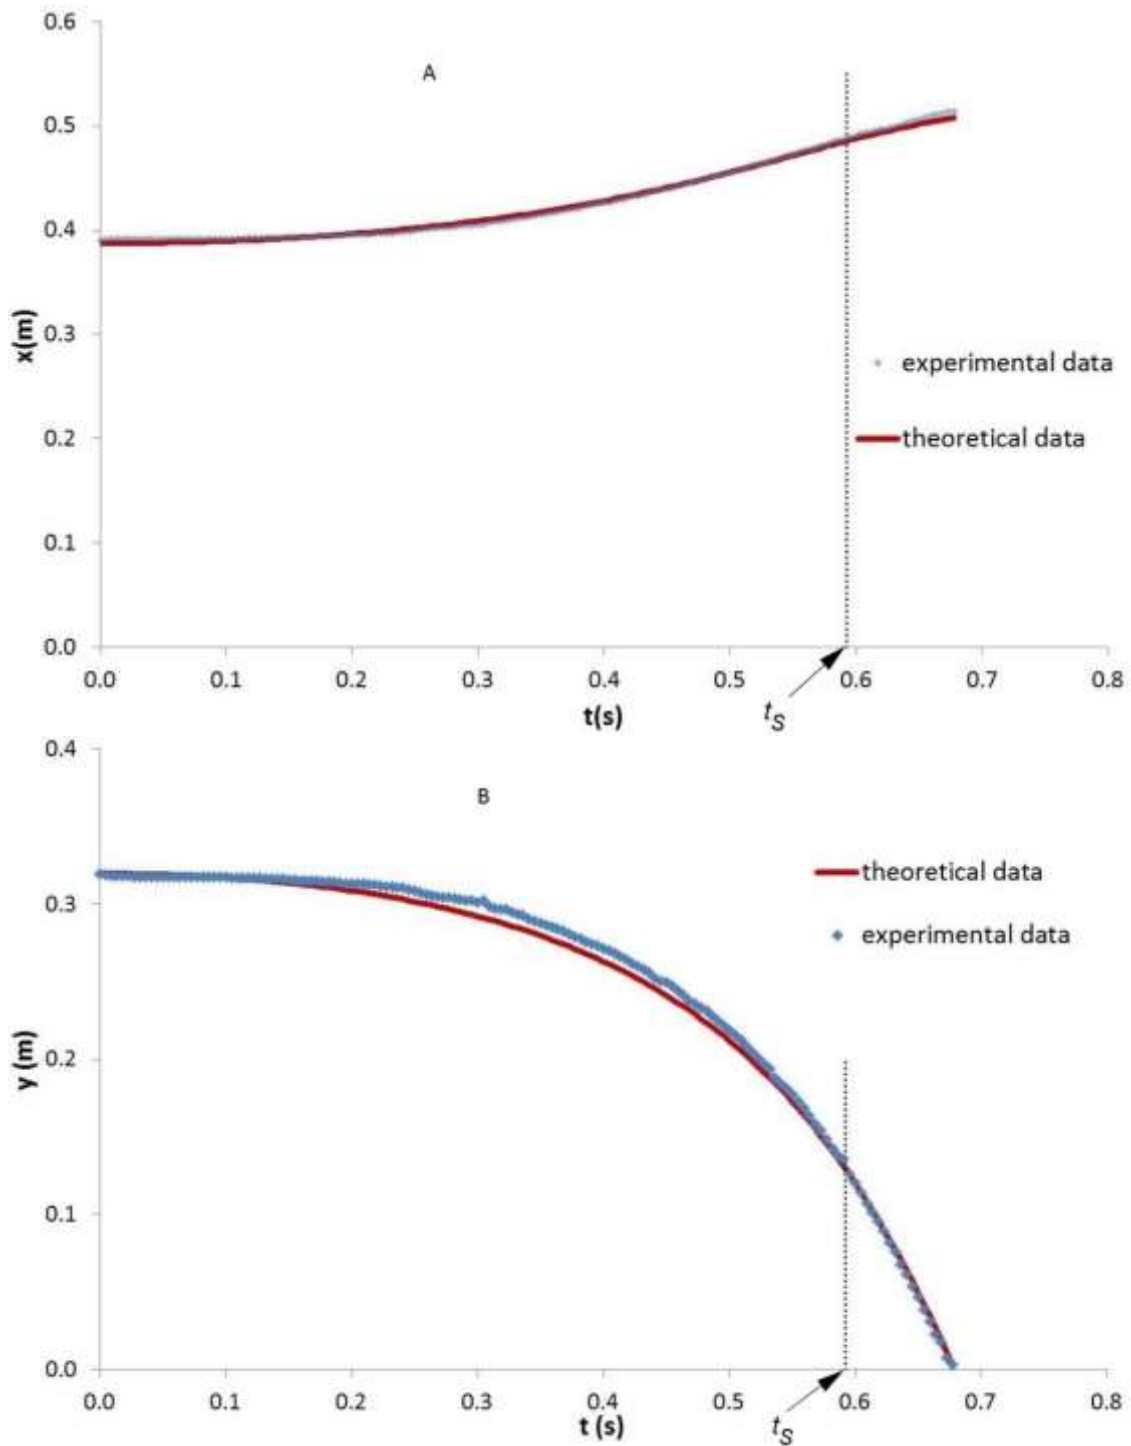 0.6
A
0.5
0.4
x(m)
0.3
experimental data
0.2
theoretical data
0.1
0.0
0.0 0.1 0.2 0.3 0.4 0.5 0.6 0.7 0.8
t(s)
tS
0.4
B
theoretical data
0.3
experimental data
y (m)
0.2
0.1
0.0
0.0 0.1 0.2 0.3 0.4 0.5 0.6 0.7 0.8
t (s)
tS